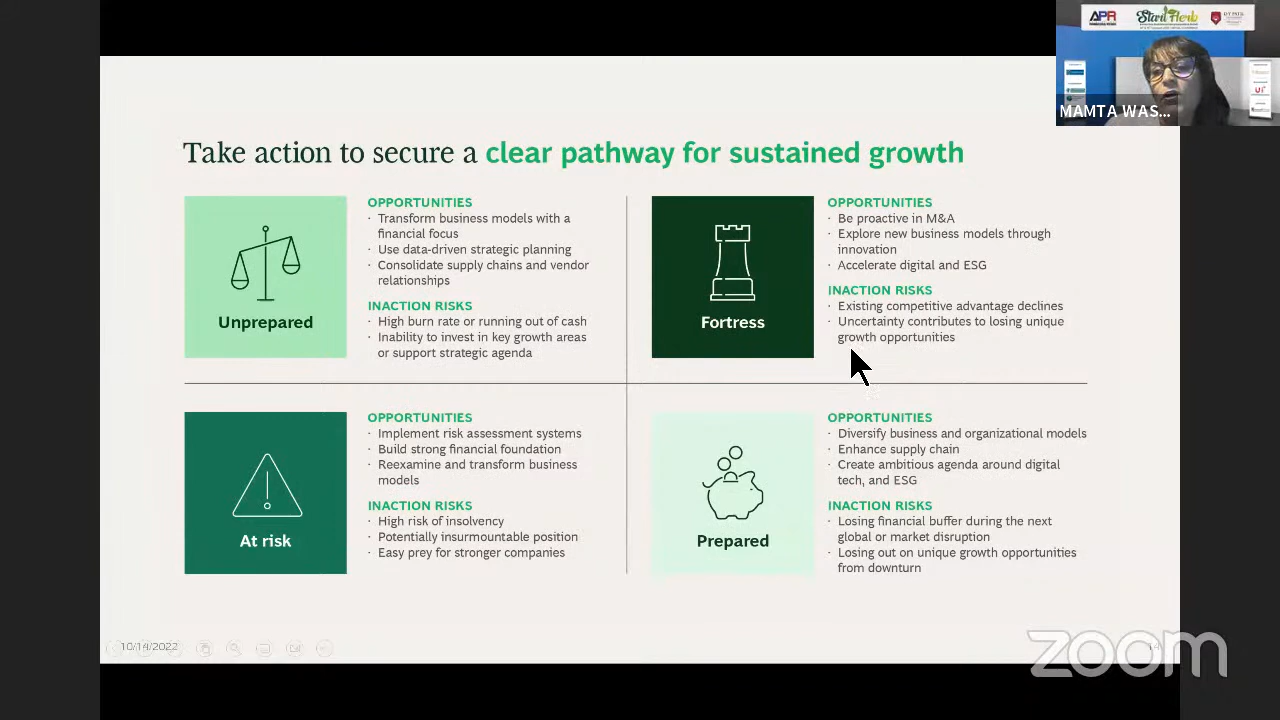 APR
Start Herb
MAMTA WAS...
Take action to secure a clear pathway for sustained growth
Unprepared
OPPORTUNITIES
· Transform business models with a
financial focus
· Use data-driven strategic planning
· Consolidate supply chains and vendor
relationships
INACTION RISKS
· High burn rate or running out of cash
· Inability to invest in key growth areas
or support strategic agenda
Fortress
OPPORTUNITIES
· Be proactive in M&A
· Explore new business models through
innovation
· Accelerate digital and ESG
INACTION RISKS
· Existing competitive advantage declines
· Uncertainty contributes to losing unique
growth opportunities
At risk
OPPORTUNITIES
· Implement risk assessment systems
· Build strong financial foundation
· Reexamine and transform business
models
INACTION RISKS
· High risk of insolvency
· Potentially insurmountable position
· Easy prey for stronger companies
Prepared
OPPORTUNITIES
· Diversify business and organizational models
· Enhance supply chain
· Create ambitious agenda around digital
tech, and ESG
INACTION RISKS
· Losing financial buffer during the next
global or market disruption
· Losing out on unique growth opportunities
from downturn
10/14/2022
14
zoom